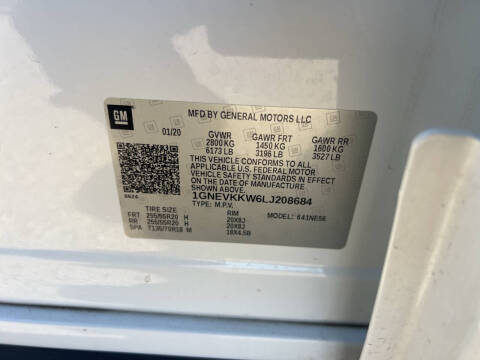 GM
MFD BY GENERAL MOTORS LLC
01/20 GVWR GAWR FRT GAWR RR
2800 KG 1450 KG 1600 KG
6173 LB 3196 LB 3527 LB
THIS VEHICLE CONFORMS TO ALL
APPLICABLE U.S. FEDERAL MOTOR
VEHICLE SAFETY STANDARDS IN
EFFECT ON THE DATE OF MANUFACTURE
SHOWN ABOVE.
1GNEVKKW6LJ208684
TYPE: M.P.V. MODEL:
TIRE SIZE RIM
FRT 255/55R20 H 20X8J
RR 255/55R20 H 20X8J
SPA T135/70R18 M 18X4.5B